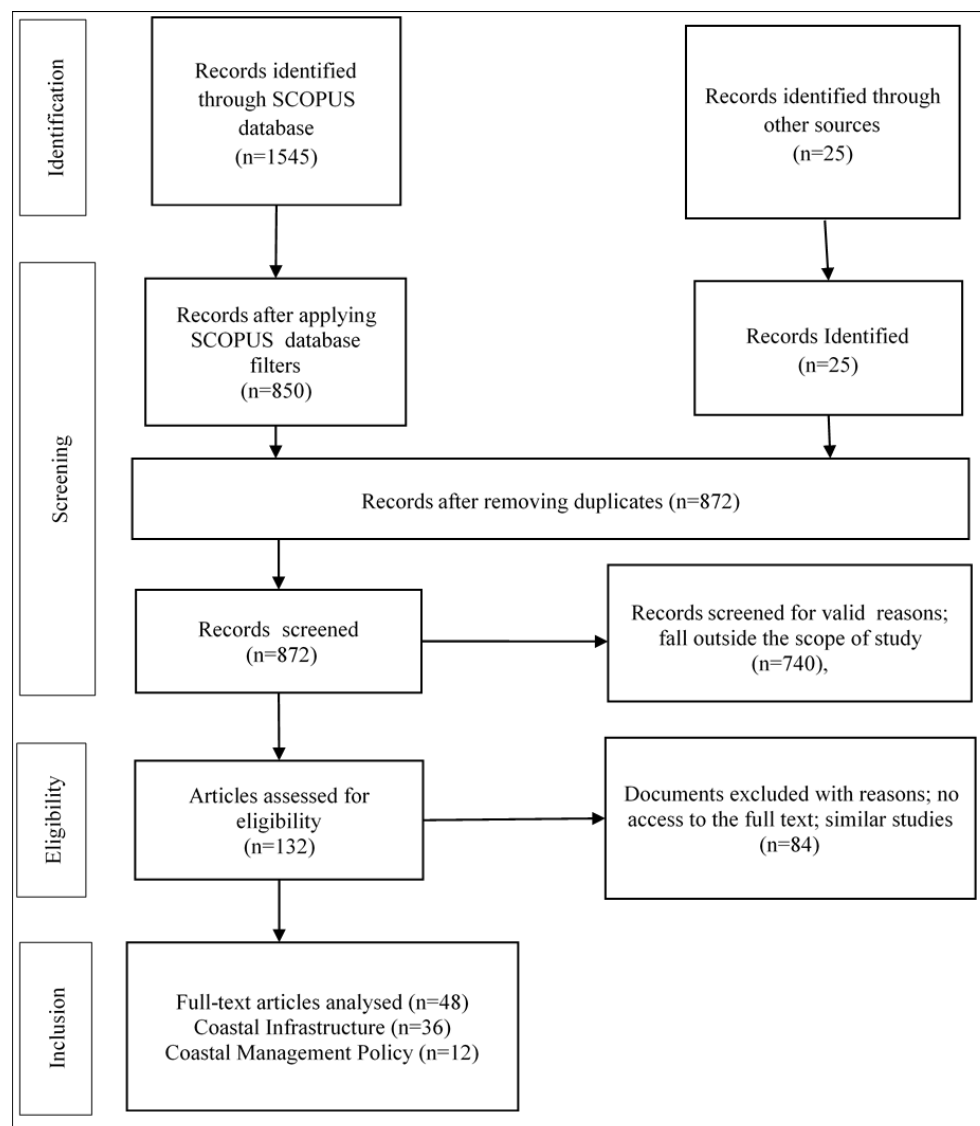 Identification
Records identified
through SCOPUS
database
(n=1545)
Records identified through
other sources
(n=25)
Screening
Records after applying
SCOPUS database
filters
(n=850)
Records Identified
(n=25)
Records after removing duplicates (n=872)
Records screened
(n=872)
Records screened for valid reasons;
fall outside the scope of study
(n=740),
Eligibility
Articles assessed for
eligibility
(n=132)
Documents excluded with reasons; no
access to the full text; similar studies
(n=84)
Inclusion
Full-text articles analysed (n=48)
Coastal Infrastructure (n=36)
Coastal Management Policy (n=12)